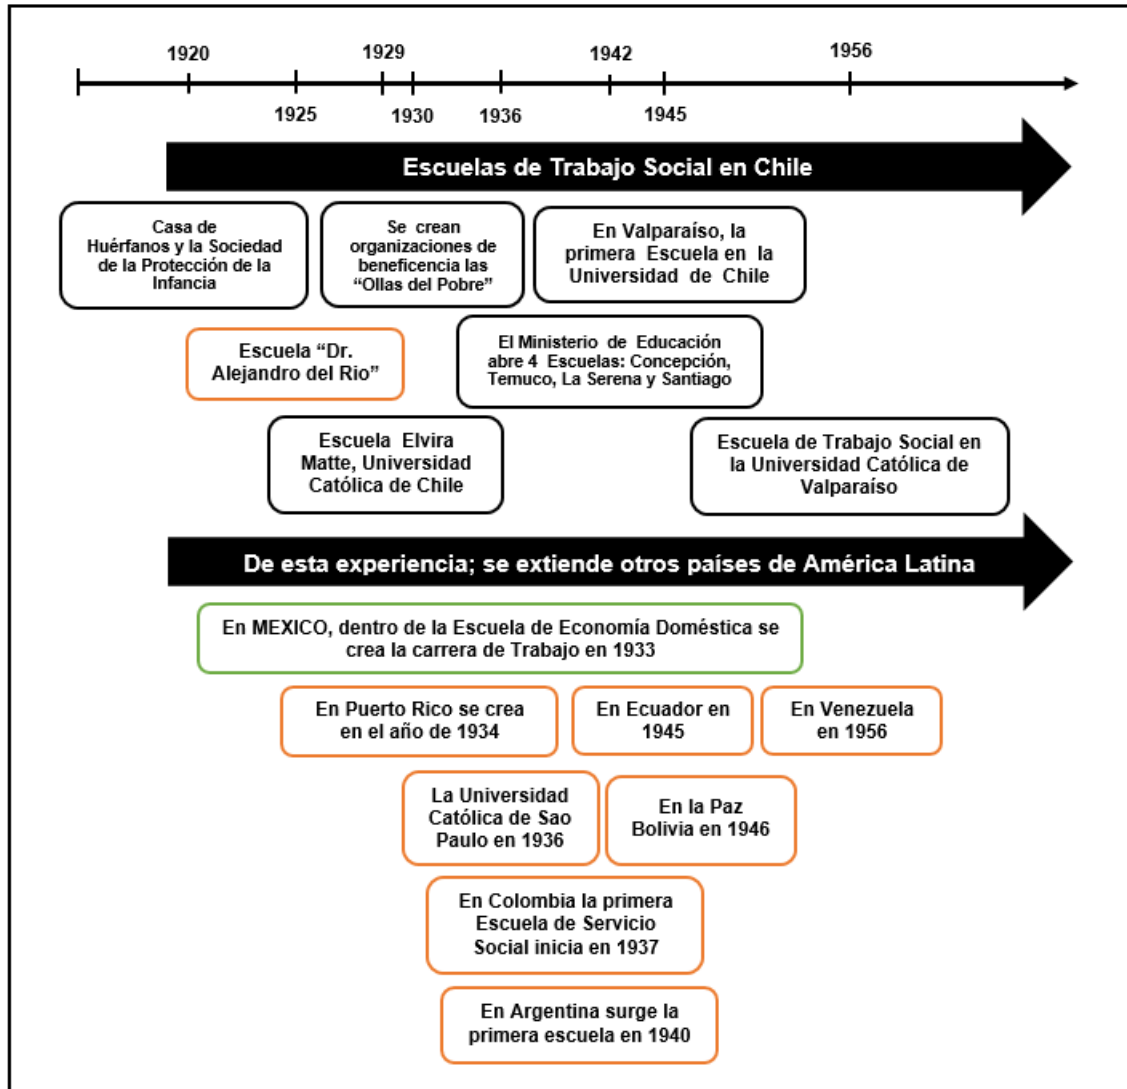 1920
1929
1942
1956
1925
1930
1936
1945
Escuelas de Trabajo Social en Chile
Casa de
Huérfanos y la Sociedad
de la Protección de la
Infancia
Se crean
organizaciones de
beneficencia las
“Ollas del Pobre”
En Valparaíso, la
primera Escuela en la
Universidad de Chile
Escuela “Dr.
Alejandro del Rio”
El Ministerio de Educación
abre 4 Escuelas: Concepción,
Temuco, La Serena y Santiago
Escuela Elvira
Matte, Universidad
Católica de Chile
Escuela de Trabajo Social en
la Universidad Católica de
Valparaíso
De esta experiencia; se extiende otros países de América Latina
En MEXICO, dentro de la Escuela de Economía Doméstica se
crea la carrera de Trabajo en 1933
En Puerto Rico se crea
en el año de 1934
En Ecuador en
1945
En Venezuela
en 1956
La Universidad
Católica de Sao
Paulo en 1936
En la Paz
Bolivia en 1946
En Colombia la primera
Escuela de Servicio
Social inicia en 1937
En Argentina surge la
primera escuela en 1940